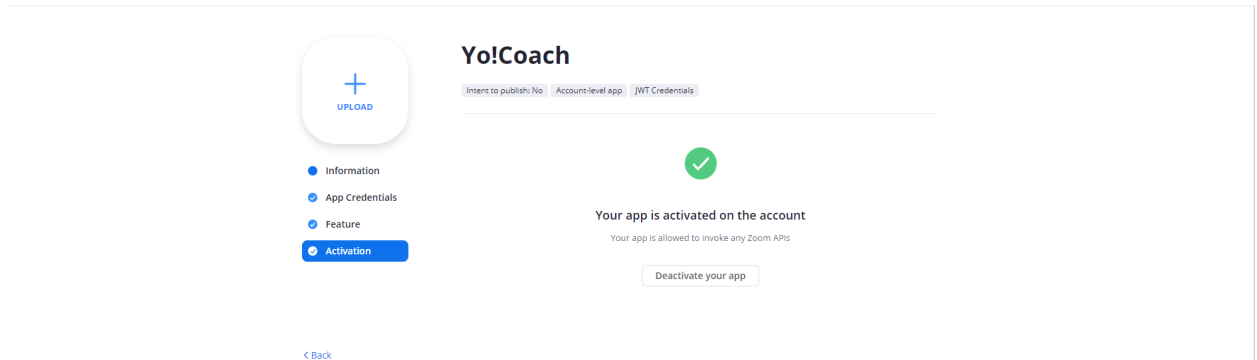 Yo!Coach
Intent to publish: No
Account-level app
JWT Credentials
UPLOAD
Information
App Credentials
Feature
Activation
Your app is activated on the account
Your app is allowed to invoke any Zoom APIs
Deactivate your app
Back